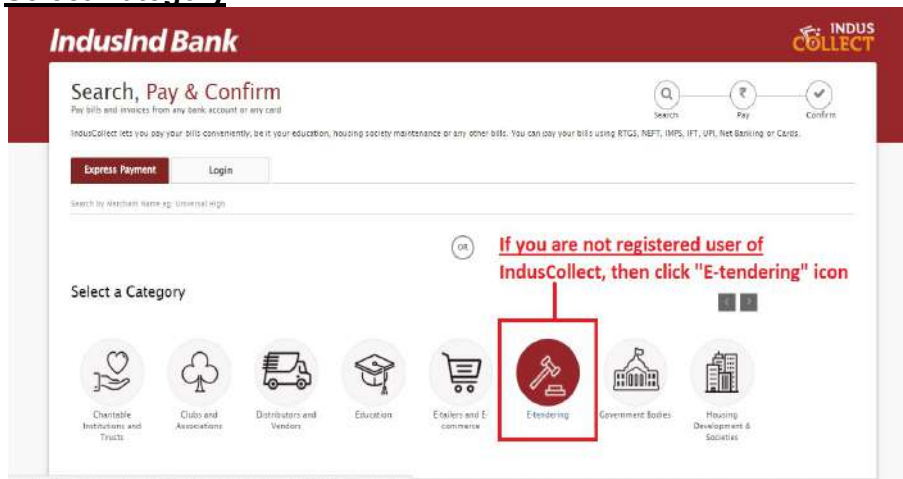 IndusInd Bank
INDUS
COLLECT
Search, Pay & Confirm
Pay bills and invoices from any bank account or any card
Search
Pay
Confirm
IndusCollect lets you pay your bills conveniently, be it your education, housing society maintenance or any other bills. You can pay your bills using RTGS, NEFT, IMPS, IFT, UPI, Net Banking or Cards.
Express Payment
Login
Search by Merchant Name eg. Universal High
OR
If you are not registered user of
IndusCollect, then click "E-tendering" icon
Select a Category
Charitable
Institutions and
Trusts
Clubs and
Associations
Distributors and
Vendors
Education
E-tailers and E-
commerce
E-tendering
Government Bodies
Housing
Development &
Societies